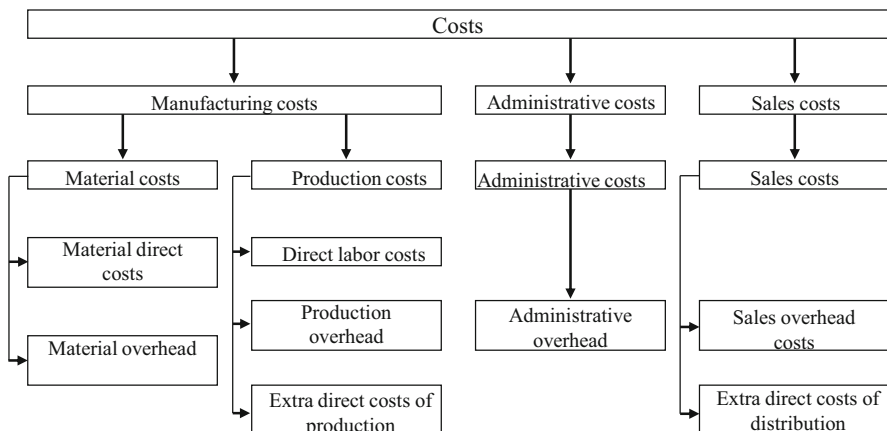 Costs
Manufacturing costs
Administrative costs
Sales costs
Material costs
Production costs
Administrative costs
Sales costs
Material direct
costs
Direct labor costs
Material overhead
Production
overhead
Administrative
overhead
Sales overhead
costs
Extra direct costs of
production
Extra direct costs of
distribution